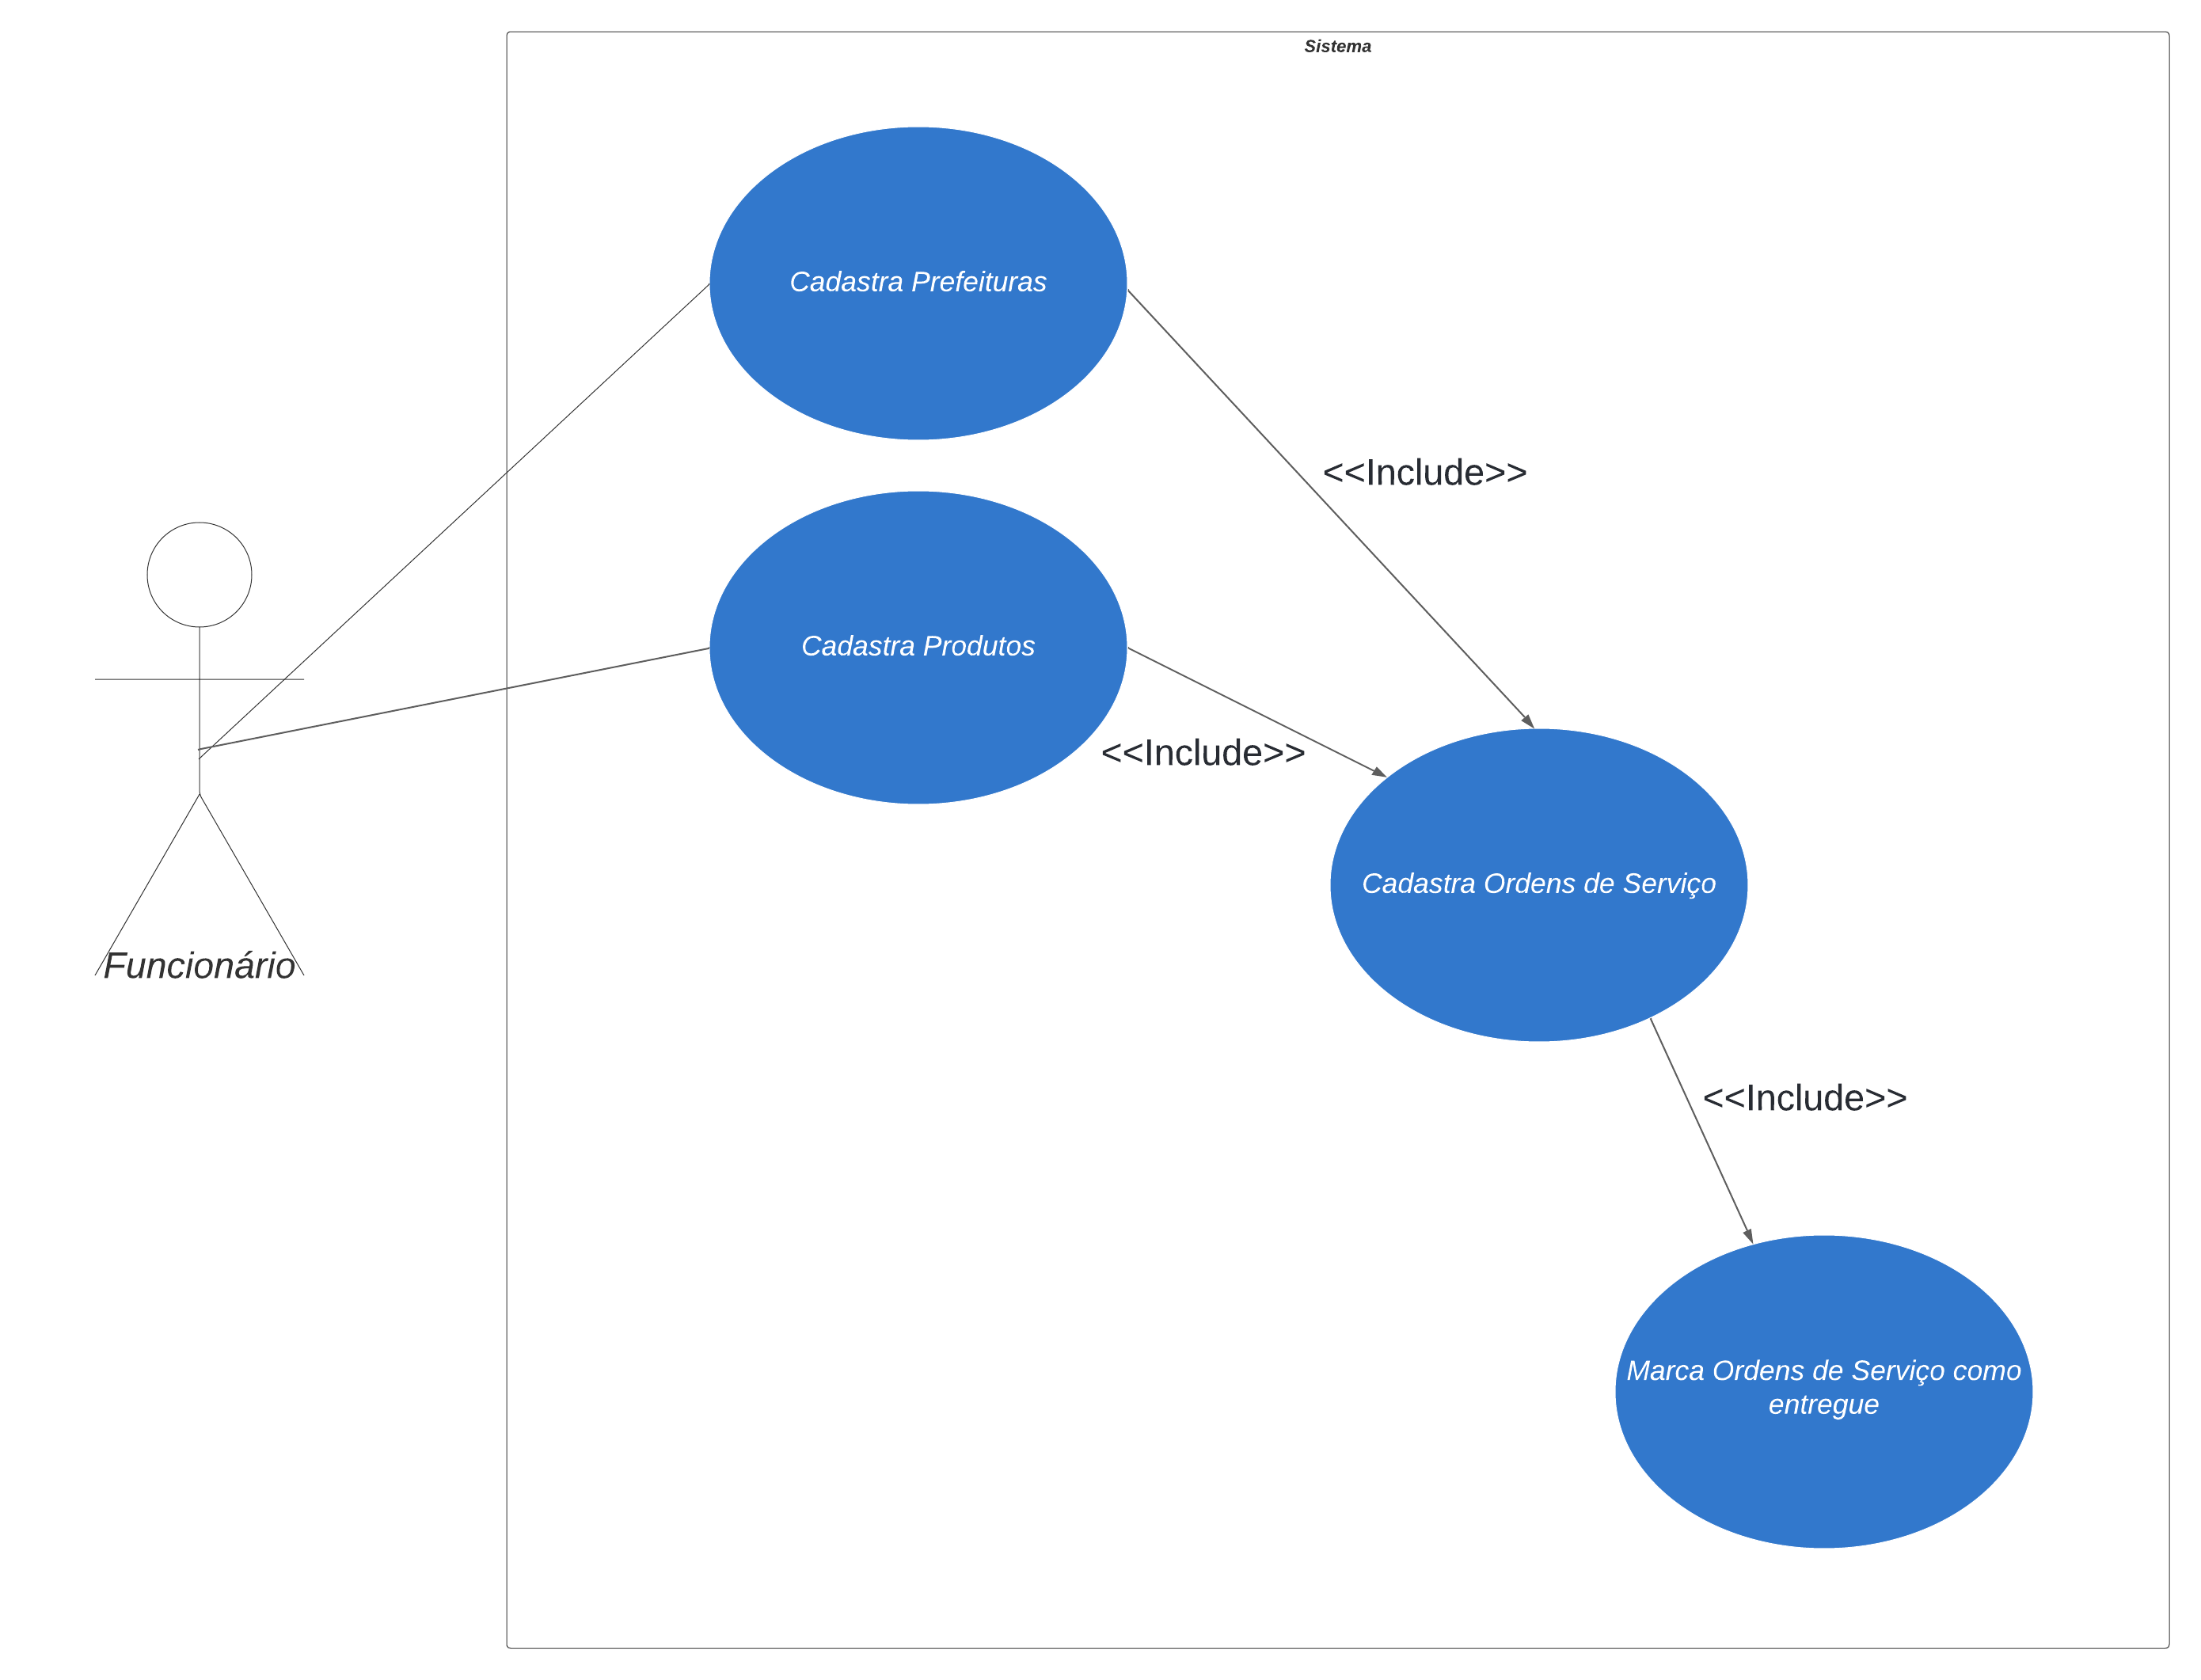 Sistema
Cadastra Prefeituras
<<Include>>
Cadastra Produtos
<<Include>>
Cadastra Ordens de Serviço
Funcionário
<<Include>>
Marca Ordens de Serviço como
entregue